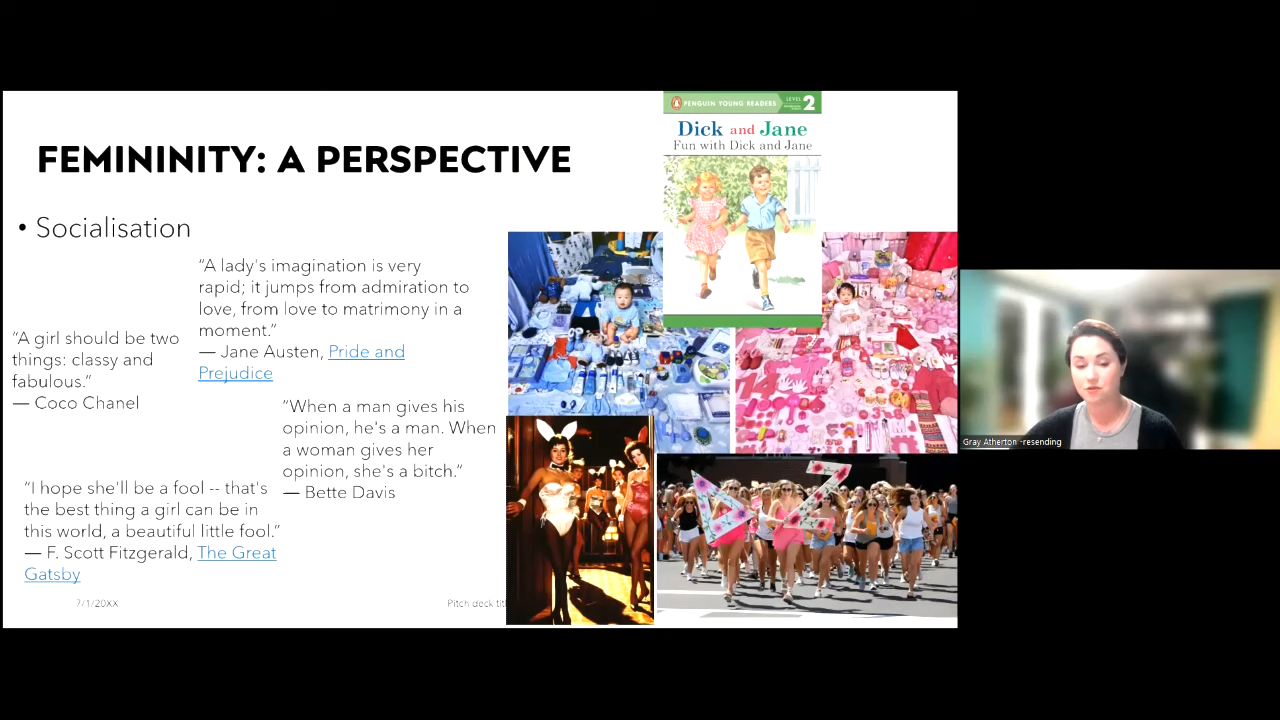 FEMININITY: A PERSPECTIVE
• Socialisation
“A lady's imagination is very
rapid; it jumps from admiration to
love, from love to matrimony in a
moment.”
— Jane Austen, Pride and
Prejudice
“A girl should be two
things: classy and
fabulous.”
— Coco Chanel
“When a man gives his
opinion, he's a man. When
a woman gives her
opinion, she's a bitch.”
— Bette Davis
“I hope she'll be a fool -- that's
the best thing a girl can be in
this world, a beautiful little fool.”
— F. Scott Fitzgerald, The Great
Gatsby
7/1/20XX
Pitch deck titl
PENGUIN YOUNG READERS
LEVEL
2
Dick and Jane
Fun with Dick and Jane
Gray Atherton -resending